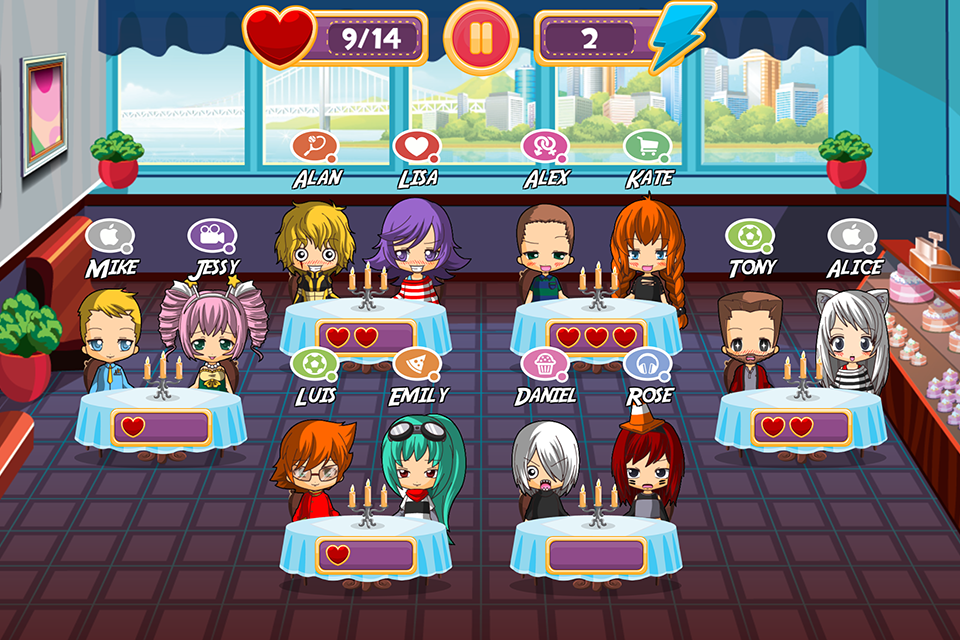 9/14
2
ALAN
LISA
ALEX
KATE
MIKE
JESSY
TONY
ALICE
LUIS
EMILY
DANIEL
ROSE